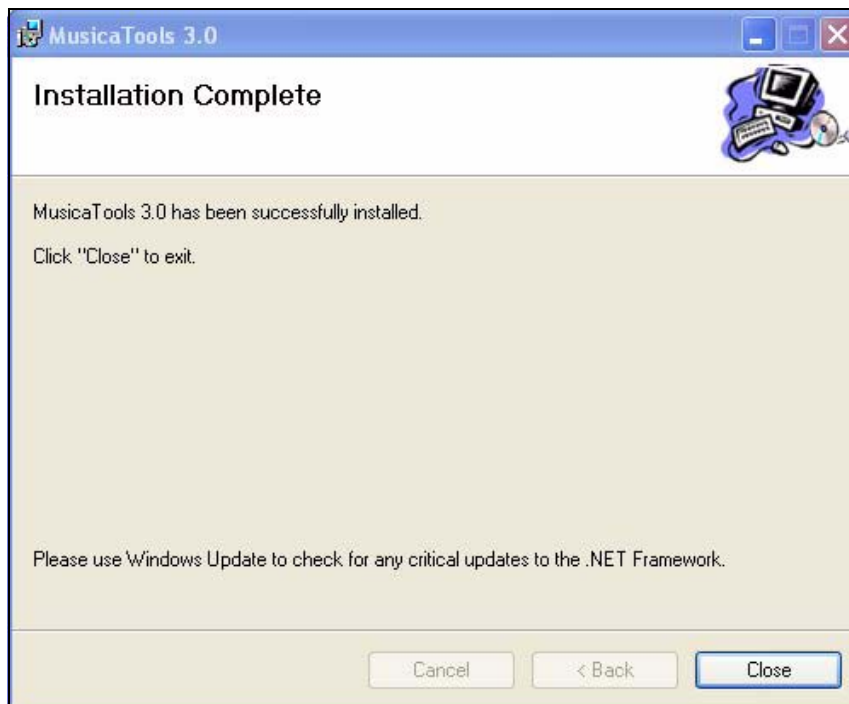 MusicaTools 3.0
Installation Complete
MusicaTools 3.0 has been successfully installed.
Click "Close" to exit.
Please use Windows Update to check for any critical updates to the .NET Framework.
Cancel
< Back
Close